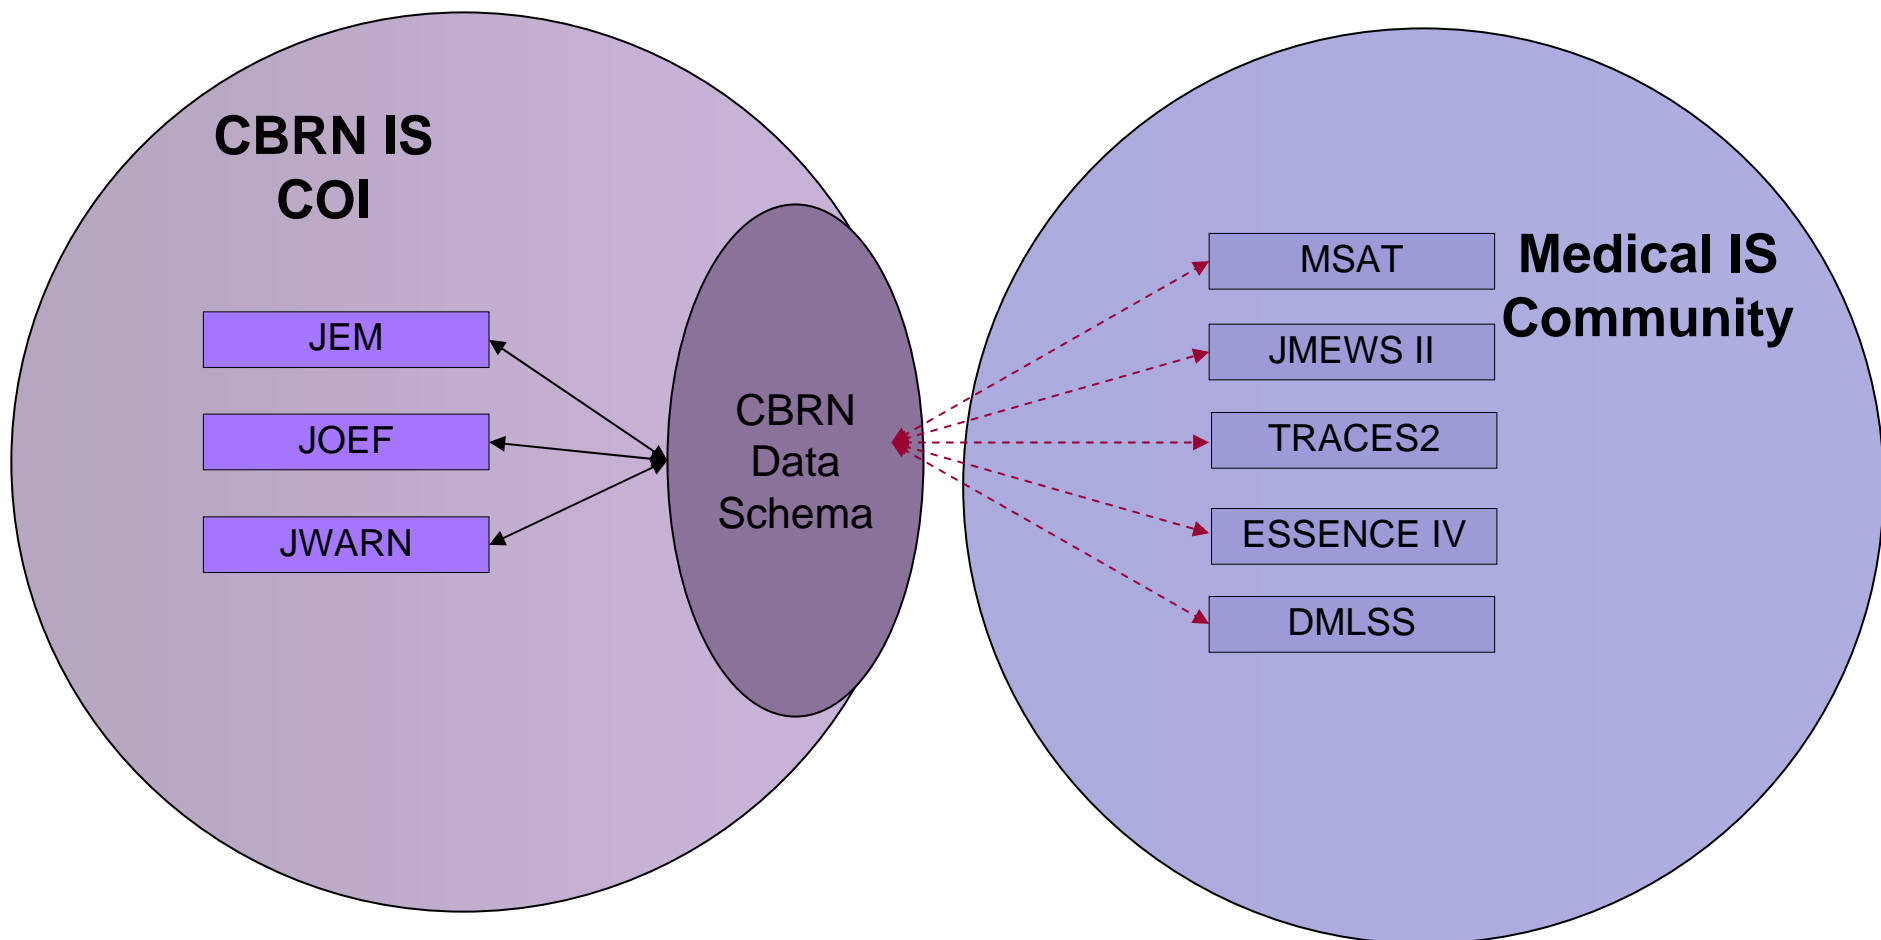 CBRN IS
COI
JEM
JOEF
JWARN
CBRN
Data
Schema
MSAT
JMEWS II
TRACES2
ESSENCE IV
DMLSS
Medical IS
Community